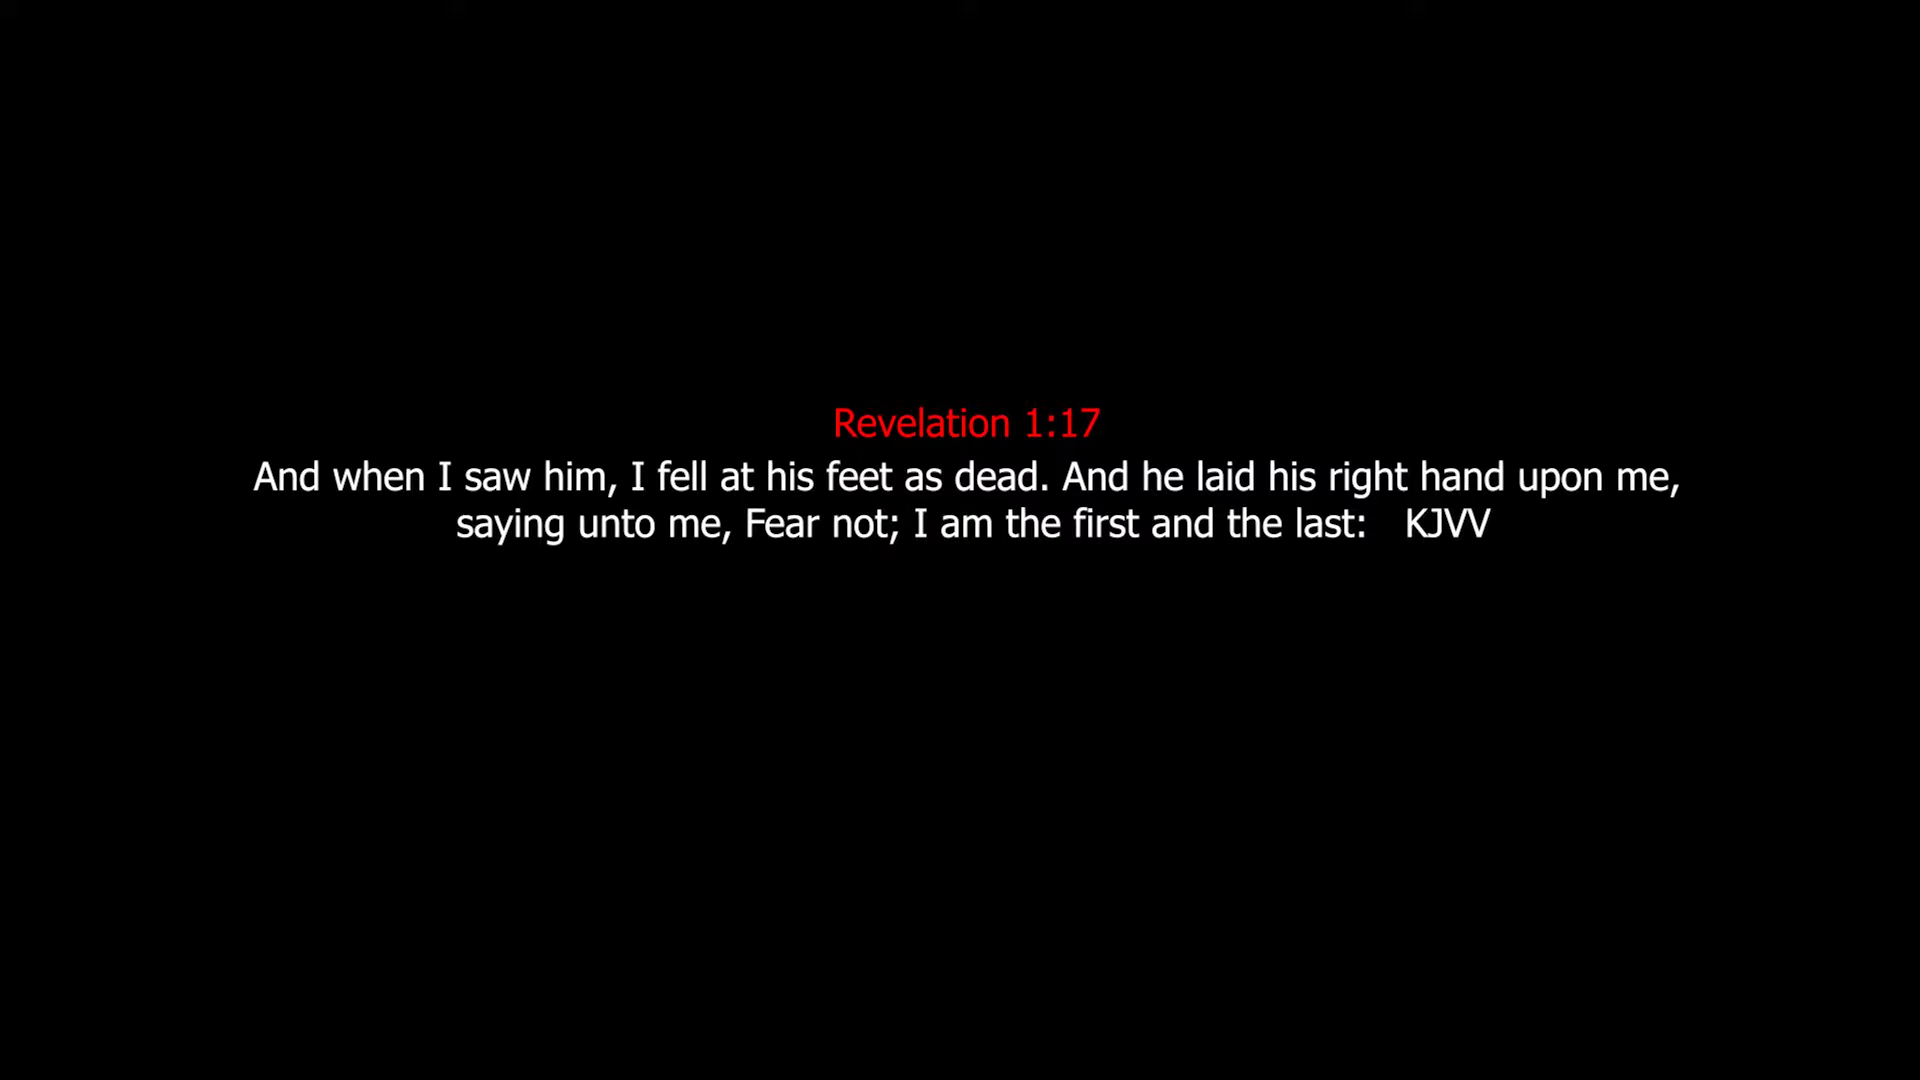 Revelation 1:17
And when I saw him, I fell at his feet as dead. And he laid his right hand upon me,
saying unto me, Fear not; I am the first and the last: KJVV